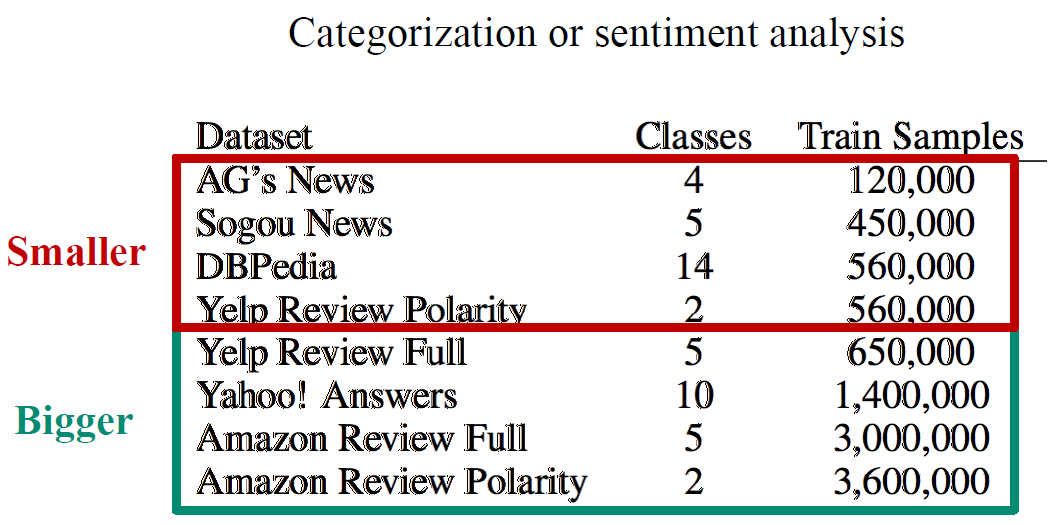 Categorization or sentiment analysis
Dataset Classes Train Samples
AG's News 4 120,000
Sogou News 5 450,000
Smaller
DBPedia 14 560,000
Yelp Review Polarity 2 560,000
Yelp Review Full 5 650,000
Yahoo! Answers 10 1,400,000
Bigger
Amazon Review Full 5 3,000,000
Amazon Review Polarity 2 3,600,000